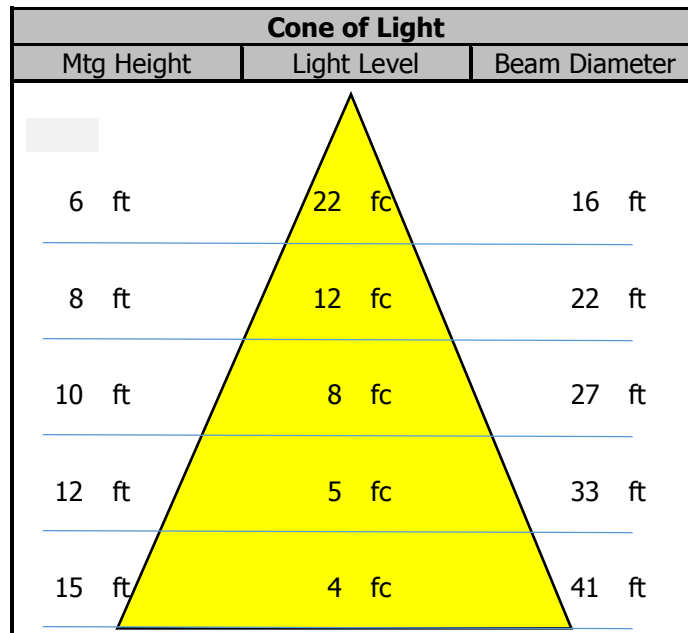 Cone of Light
Mtg Height Light Level Beam Diameter
6 ft 22 fc 16 ft
8 ft 12 fc 22 ft
10 ft 8 fc 27 ft
12 ft 5 fc 33 ft
15 ft 4 fc 41 ft